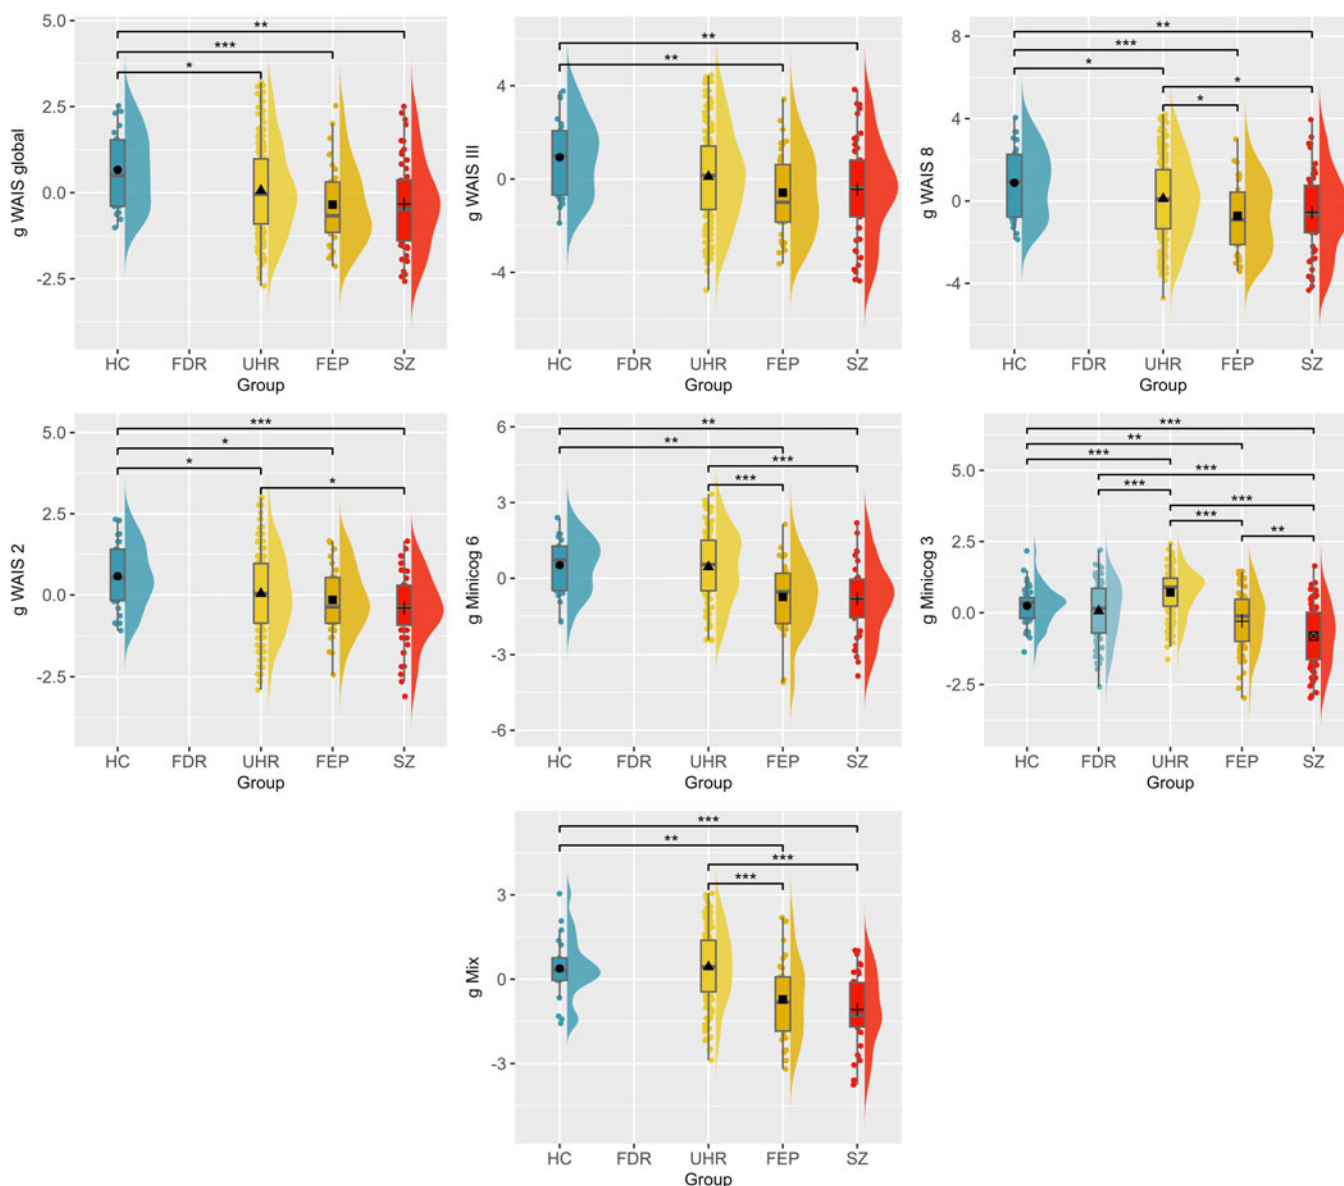 5.0
2.5
0.0
-2.5
g WAIS global
**
***
*
HC FDR UHR FEP SZ
Group
4
0
-4
g WAIS III
**
**
HC FDR UHR FEP SZ
Group
8
4
0
-4
g WAIS 8
**
***
*
*
*
HC FDR UHR FEP SZ
Group
5.0
2.5
0.0
-2.5
g WAIS 2
***
*
*
*
HC FDR UHR FEP SZ
Group
6
3
0
-3
-6
g Minicog 6
**
**
***
***
HC FDR UHR FEP SZ
Group
5.0
2.5
0.0
-2.5
g Minicog 3
***
**
***
***
***
***
***
**
HC FDR UHR FEP SZ
Group
3
0
-3
g Mix
***
**
***
***
HC FDR UHR FEP SZ
Group